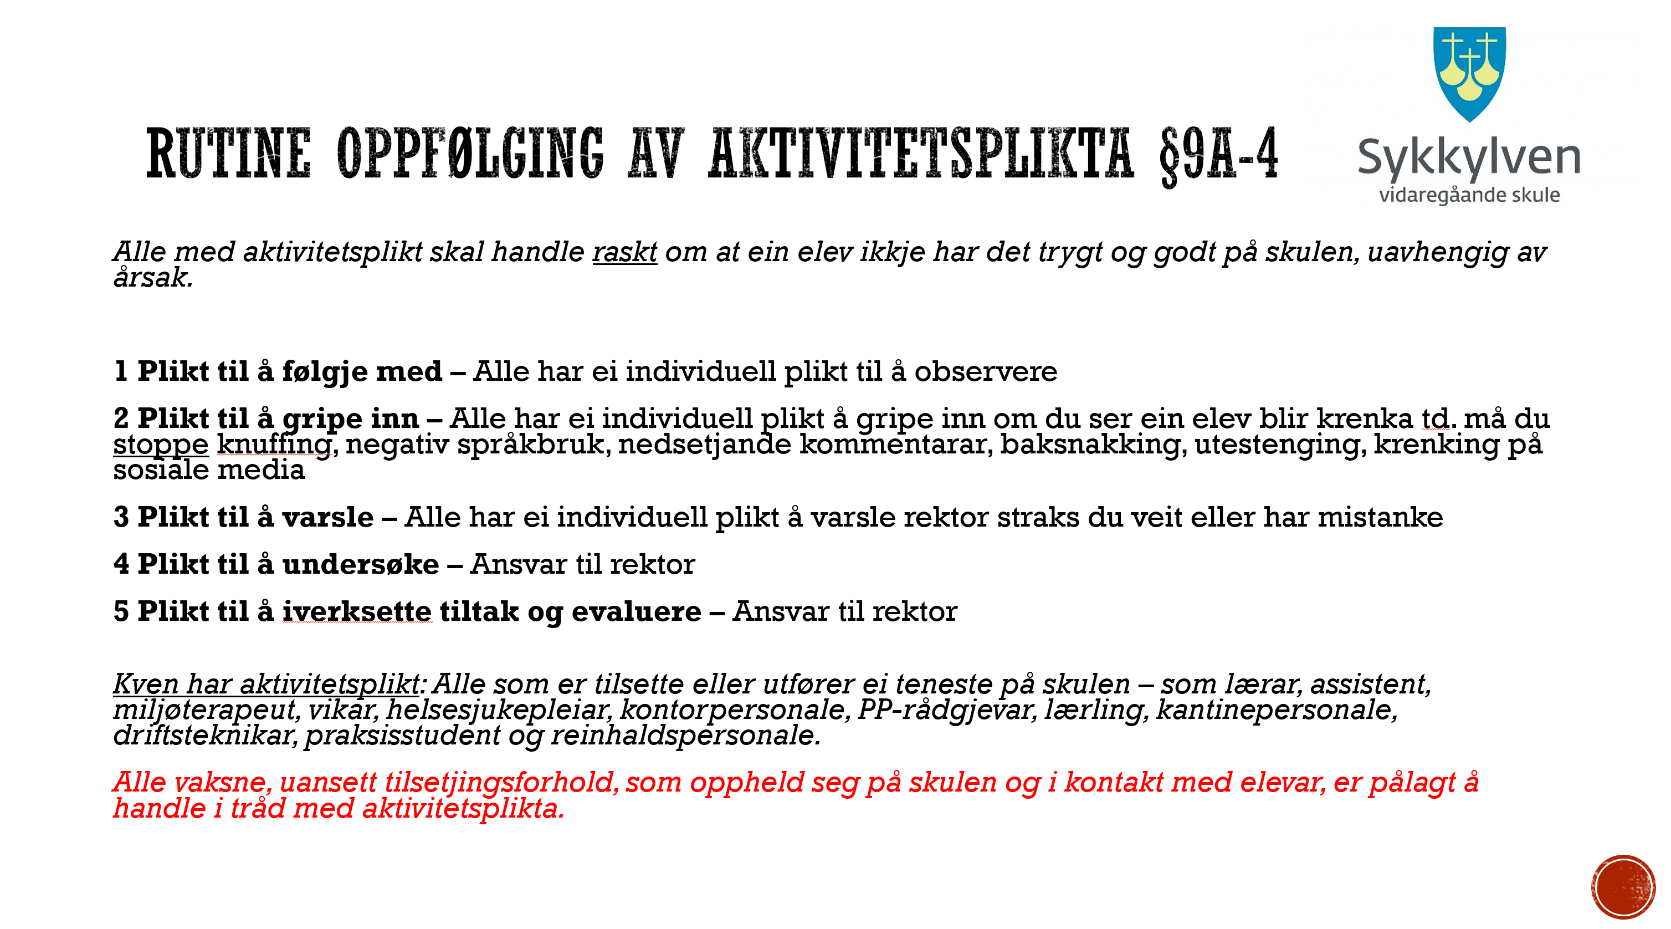 RUTINE OPPFØLGING AV AKTIVITETSPLIKTA §9A-4
Sykkylven
vidaregåande skule
Alle med aktivitetsplikt skal handle raskt om at ein elev ikkje har det trygt og godt på skulen, uavhengig av
årsak.
1 Plikt til å følgje med – Alle har ei individuell plikt til å observere
2 Plikt til å gripe inn – Alle har ei individuell plikt å gripe inn om du ser ein elev blir krenka td. må du
stoppe knuffing, negativ språkbruk, nedsetjande kommentarar, baksnakking, utestenging, krenking på
sosiale media
3 Plikt til å varsle – Alle har ei individuell plikt å varsle rektor straks du veit eller har mistanke
4 Plikt til å undersøke – Ansvar til rektor
5 Plikt til å iverksette tiltak og evaluere – Ansvar til rektor
Kven har aktivitetsplikt: Alle som er tilsette eller utfører ei teneste på skulen – som lærar, assistent,
miljøterapeut, vikar, helsesjukepleiar, kontorpersonale, PP-rådgjevar, lærling, kantinepersonale,
driftsteknikar, praksisstudent og reinhaldspersonale.
Alle vaksne, uansett tilsetjingsforhold, som oppheld seg på skulen og i kontakt med elevar, er pålagt å
handle i tråd med aktivitetsplikta.